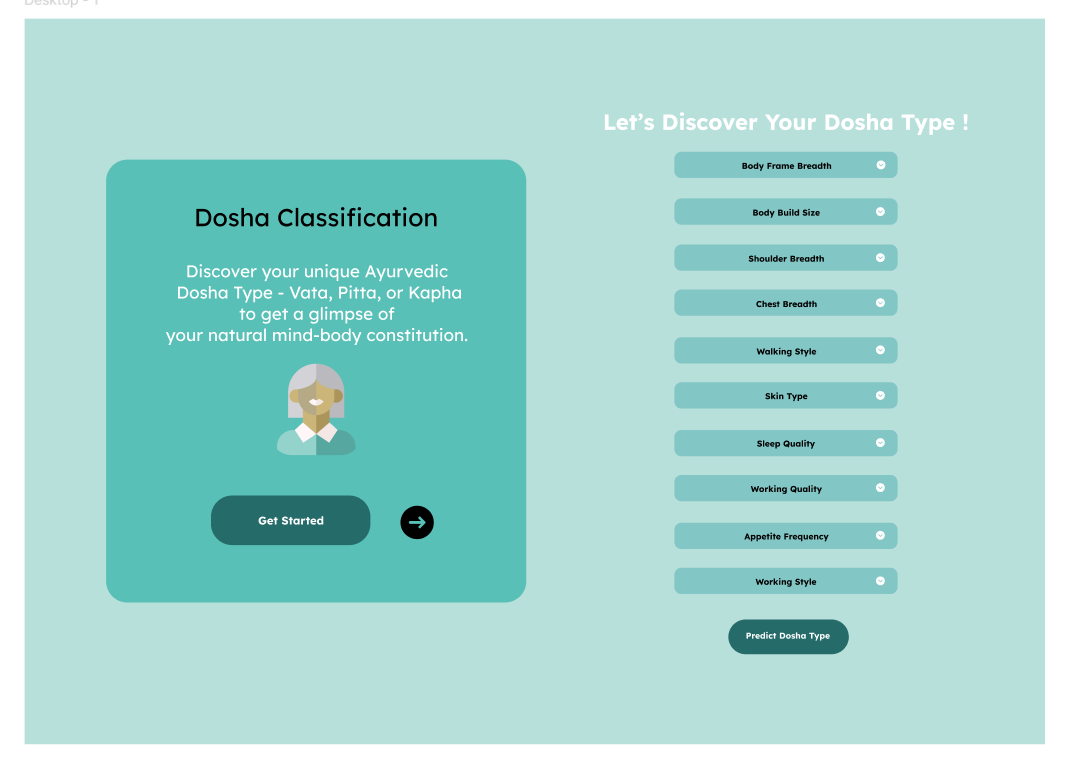 Desktop - 1
Let's Discover Your Dosha Type !
Dosha Classification
Discover your unique Ayurvedic
Dosha Type - Vata, Pitta, or Kapha
to get a glimpse of
your natural mind-body constitution.
Get Started
Body Frame Breadth
Body Build Size
Shoulder Breadth
Chest Breadth
Walking Style
Skin Type
Sleep Quality
Working Quality
Appetite Frequency
Working Style
Predict Dosha Type